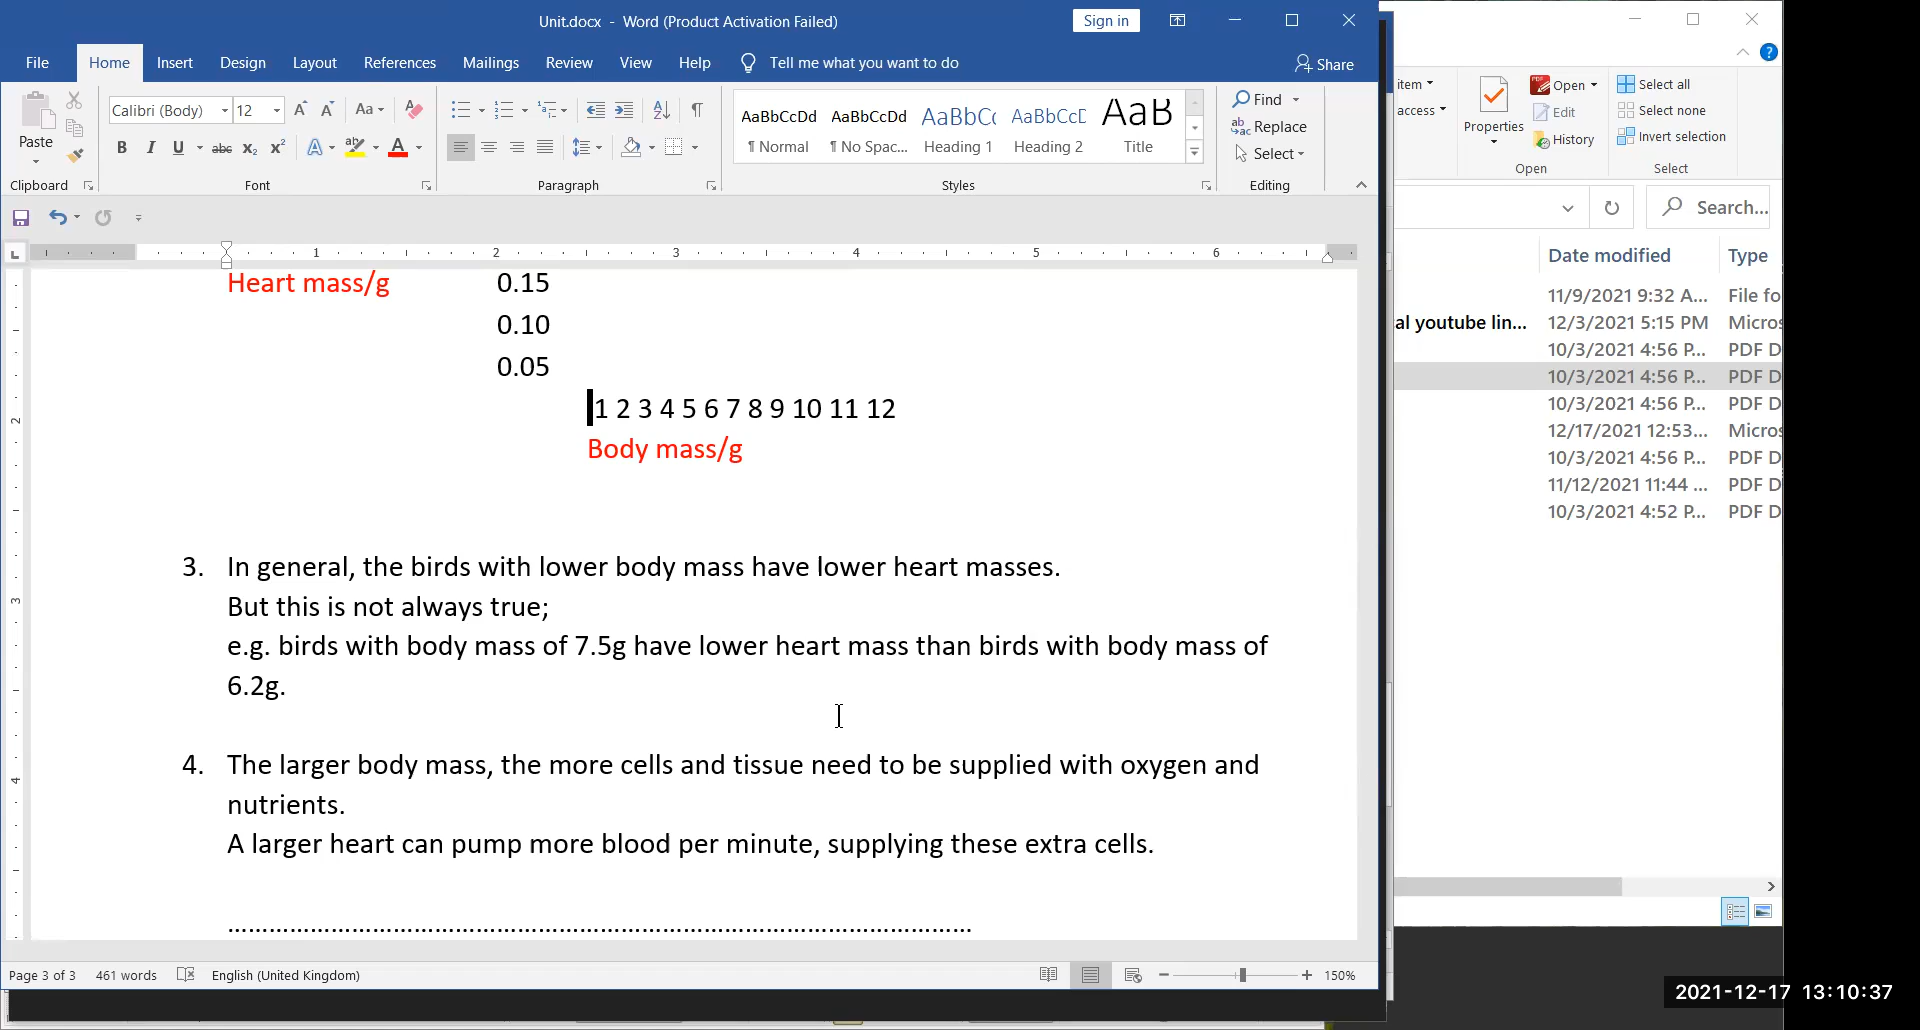 Unit.docx - Word (Product Activation Failed)
Sign in
File Home Insert Design Layout References Mailings Review View Help Tell me what you want to do Share
Paste
Calibri (Body) 12
Aa
AaBbCcDd AaBbCcDd AaBbC AaBbCcD AaB
¶ Normal ¶ No Spac... Heading 1 Heading 2 Title
Find
Replace
Select
Clipboard Font Paragraph Styles Editing
1 2 3 4 5 6
Heart mass/g 0.15
0.10
0.05
1 2 3 4 5 6 7 8 9 10 11 12
Body mass/g
3. In general, the birds with lower body mass have lower heart masses.
But this is not always true;
e.g. birds with body mass of 7.5g have lower heart mass than birds with body mass of
6.2g.
4. The larger body mass, the more cells and tissue need to be supplied with oxygen and
nutrients.
A larger heart can pump more blood per minute, supplying these extra cells.
Page 3 of 3 461 words English (United Kingdom) 150%
item
access
Properties
Open
Edit
History
Open
Select all
Select none
Invert selection
Select
Search...
Date modified Type
11/9/2021 9:32 A... File fo
al youtube lin... 12/3/2021 5:15 PM Micros
10/3/2021 4:56 P... PDF D
10/3/2021 4:56 P... PDF D
10/3/2021 4:56 P... PDF D
12/17/2021 12:53... Micros
10/3/2021 4:56 P... PDF D
11/12/2021 11:44 ... PDF D
10/3/2021 4:52 P... PDF D
2021-12-17 13:10:37